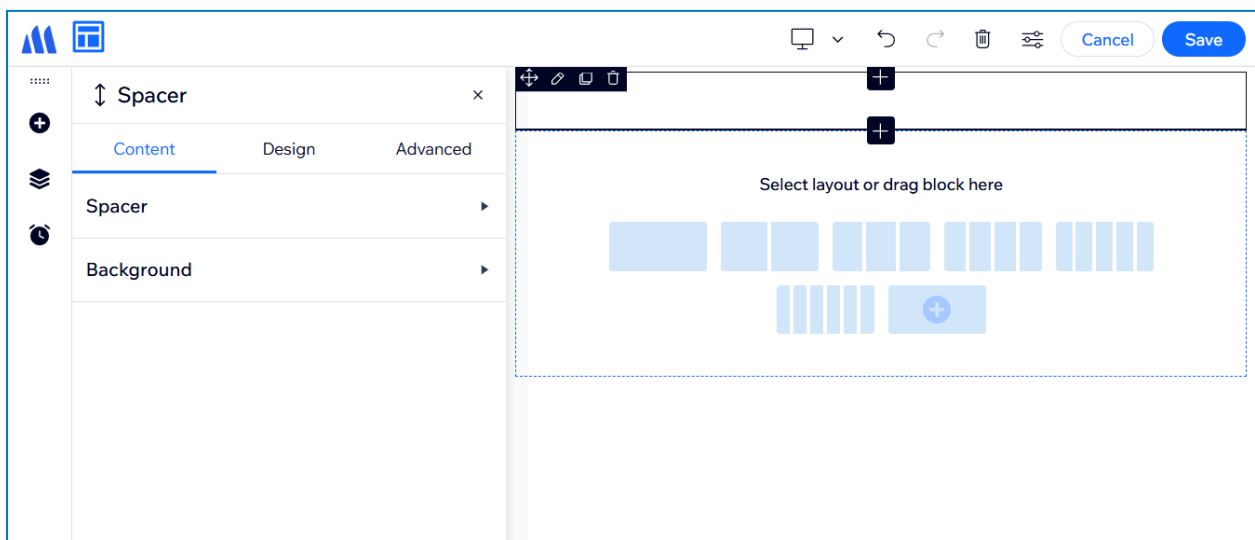 Cancel
Save
Spacer
Content Design Advanced
Spacer
Background
Select layout or drag block here